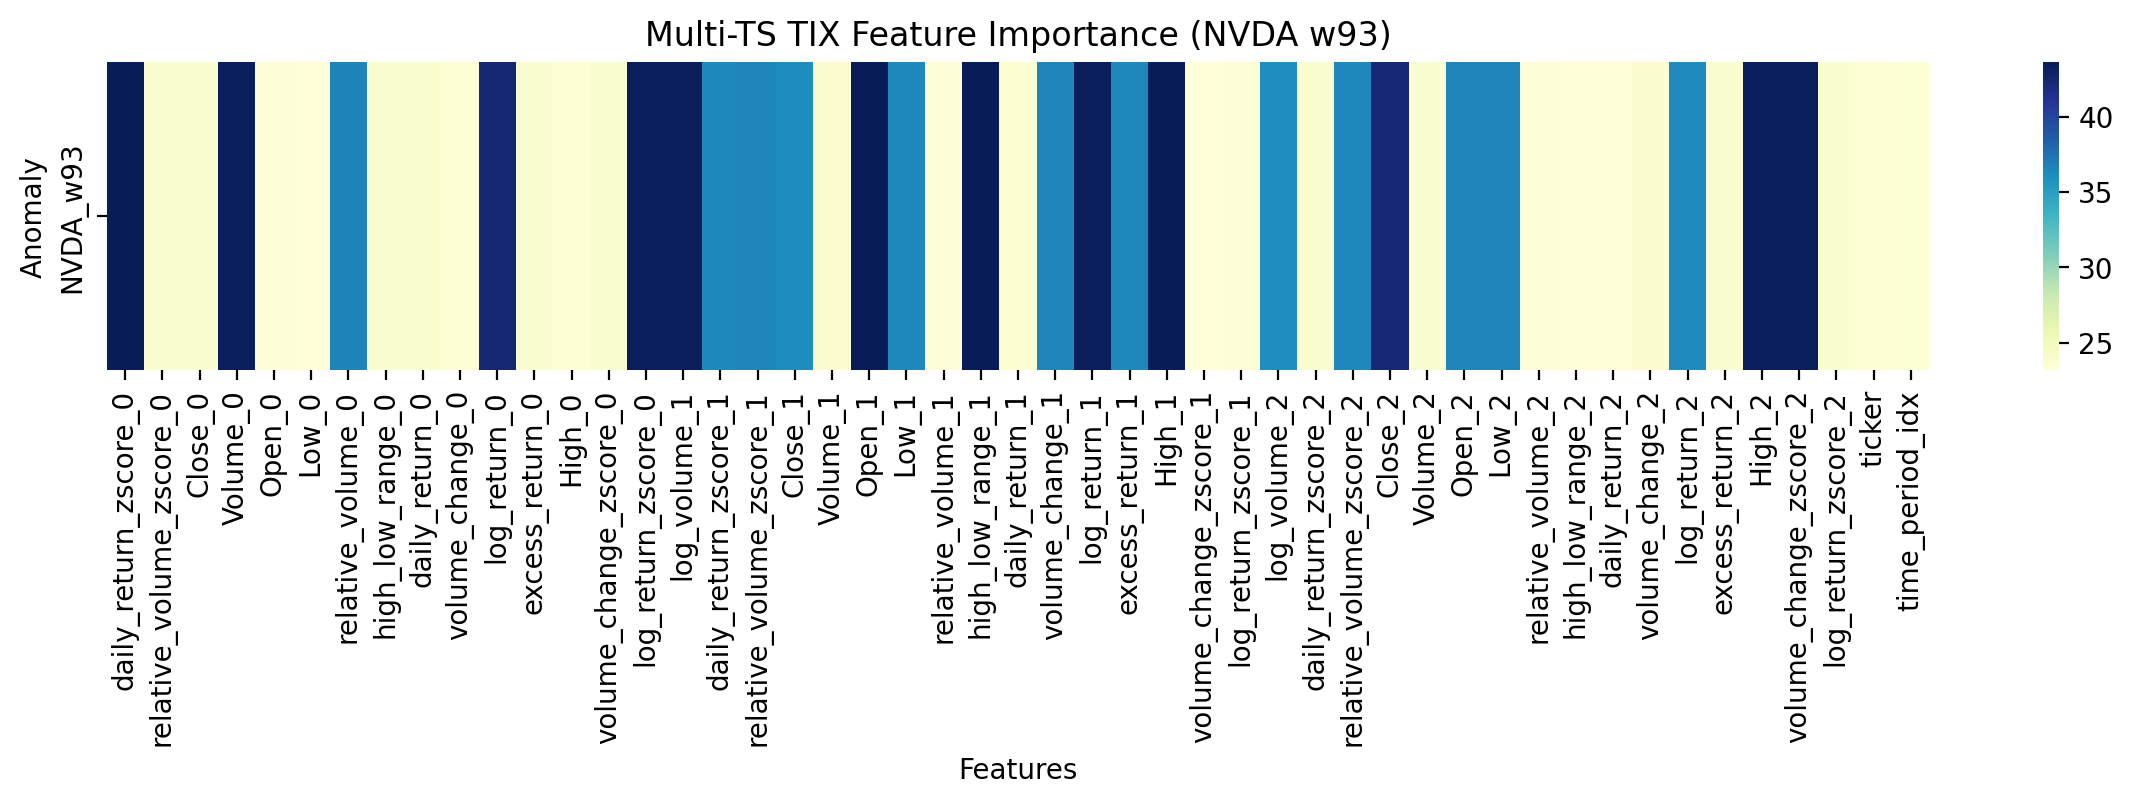 Multi-TS TIX Feature Importance (NVDA w93)
Anomaly
NVDA_w93
40
35
30
25
daily_return_zscore_0
relative_volume_zscore_0
Close_0
Volume_0
Open_0
Low_0
relative_volume_0
high_low_range_0
daily_return_0
volume_change_0
log_return_0
excess_return_0
High_0
volume_change_zscore_0
log_return_zscore_0
log_volume_1
daily_return_zscore_1
relative_volume_zscore_1
Close_1
Volume_1
Open_1
Low_1
relative_volume_1
high_low_range_1
daily_return_1
volume_change_1
log_return_1
excess_return_1
High_1
volume_change_zscore_1
log_return_zscore_1
log_volume_2
daily_return_zscore_2
relative_volume_zscore_2
Close_2
Volume_2
Open_2
Low_2
relative_volume_2
high_low_range_2
daily_return_2
volume_change_2
log_return_2
excess_return_2
High_2
volume_change_zscore_2
log_return_zscore_2
ticker
time_period_idx
Features